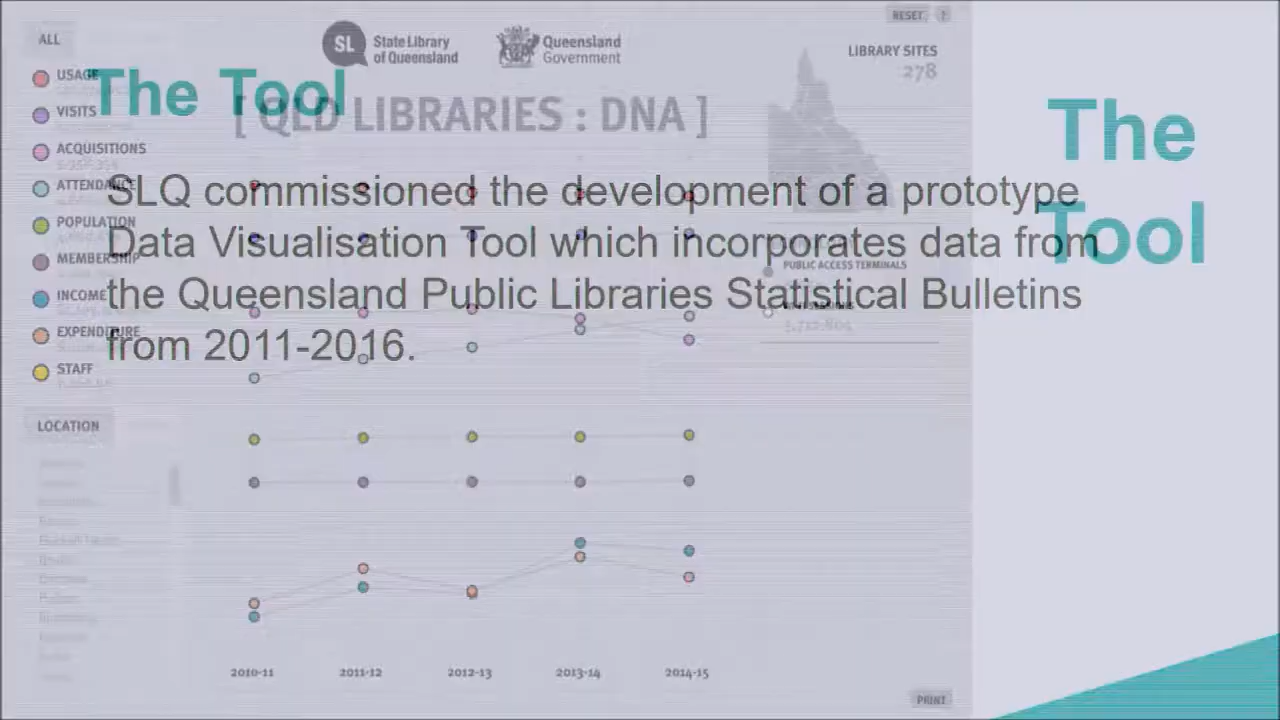 RESET ?
ALL
SL State Library
of Queensland
Queensland
Government
LIBRARY SITES
278
The Tool
[ QLD LIBRARIES : DNA ]
The
Tool
USAGE
VISITS
ACQUISITIONS
ATTENDANCE
POPULATION
MEMBERSHIP
INCOME
EXPENDITURE
STAFF
SLQ commissioned the development of a prototype
Data Visualisation Tool which incorporates data from
the Queensland Public Libraries Statistical Bulletins
from 2011-2016.
PUBLIC ACCESS TERMINALS
LOCATION
2010-11 2011-12 2012-13 2013-14 2014-15
PRINT